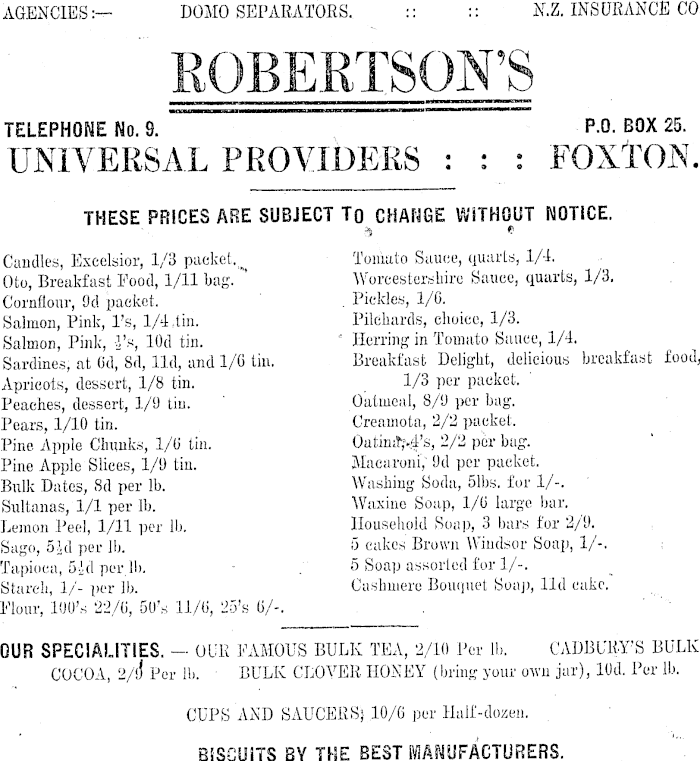 AGENCIES:— DOMO SEPARATORS. :: :: N.Z. INSURANCE CO
ROBERTSON'S
TELEPHONE No. 9. P.O. BOX 25.
UNIVERSAL PROVIDERS : : : FOXTON.
THESE PRICES ARE SUBJECT TO CHANGE WITHOUT NOTICE.
Candles, Excelsior, 1/3 packet.
Oto, Breakfast Food, 1/11 bag.
Cornflour, 9d packet.
Salmon, Pink, 1's, 1/4 tin.
Salmon, Pink, ½'s, 10d tin.
Sardines, at 6d, 8d, 11d, and 1/6 tin.
Apricots, dessert, 1/8 tin.
Peaches, dessert, 1/9 tin.
Pears, 1/10 tin.
Pine Apple Chunks, 1/6 tin.
Pine Apple Slices, 1/9 tin.
Bulk Dates, 8d per lb.
Sultanas, 1/1 per lb.
Lemon Peel, 1/11 per lb.
Sago, 5½d per lb.
Tapioca, 5½d per lb.
Starch, 1/- per lb.
Flour, 100's 22/6, 50's 11/6, 25's 6/-.
Tomato Sauce, quarts, 1/4.
Worcestershire Sauce, quarts, 1/3.
Pickles, 1/6.
Pilchards, choice, 1/3.
Herring in Tomato Sauce, 1/4.
Breakfast Delight, delicious breakfast food,
1/3 per packet.
Oatmeal, 8/9 per bag.
Creamota, 2/2 packet.
Oatina, 4's, 2/2 per bag.
Macaroni, 9d per packet.
Washing Soda, 5lbs. for 1/-.
Waxine Soap, 1/6 large bar.
Household Soap, 3 bars for 2/9.
5 cakes Brown Windsor Soap, 1/-.
5 Soap assorted for 1/-.
Cashmere Bouquet Soap, 11d cake.
OUR SPECIALITIES. — OUR FAMOUS BULK TEA, 2/10 Per lb. CADBURY'S BULK
COCOA, 2/9 Per lb. BULK CLOVER HONEY (bring your own jar), 10d. Per lb.
CUPS AND SAUCERS; 10/6 per Half-dozen.
BISCUITS BY THE BEST MANUFACTURERS.